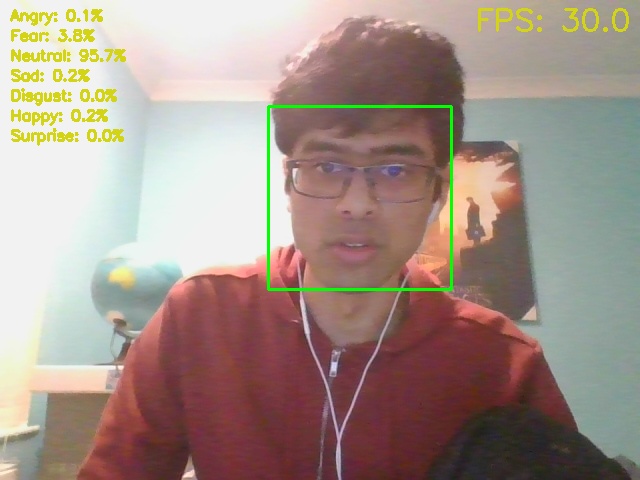 Angry: 0.1%
FPS: 30.0
Fear: 3.8%
Neutral: 95.7%
Sad: 0.2%
Disgust: 0.0%
Happy: 0.2%
Surprise: 0.0%